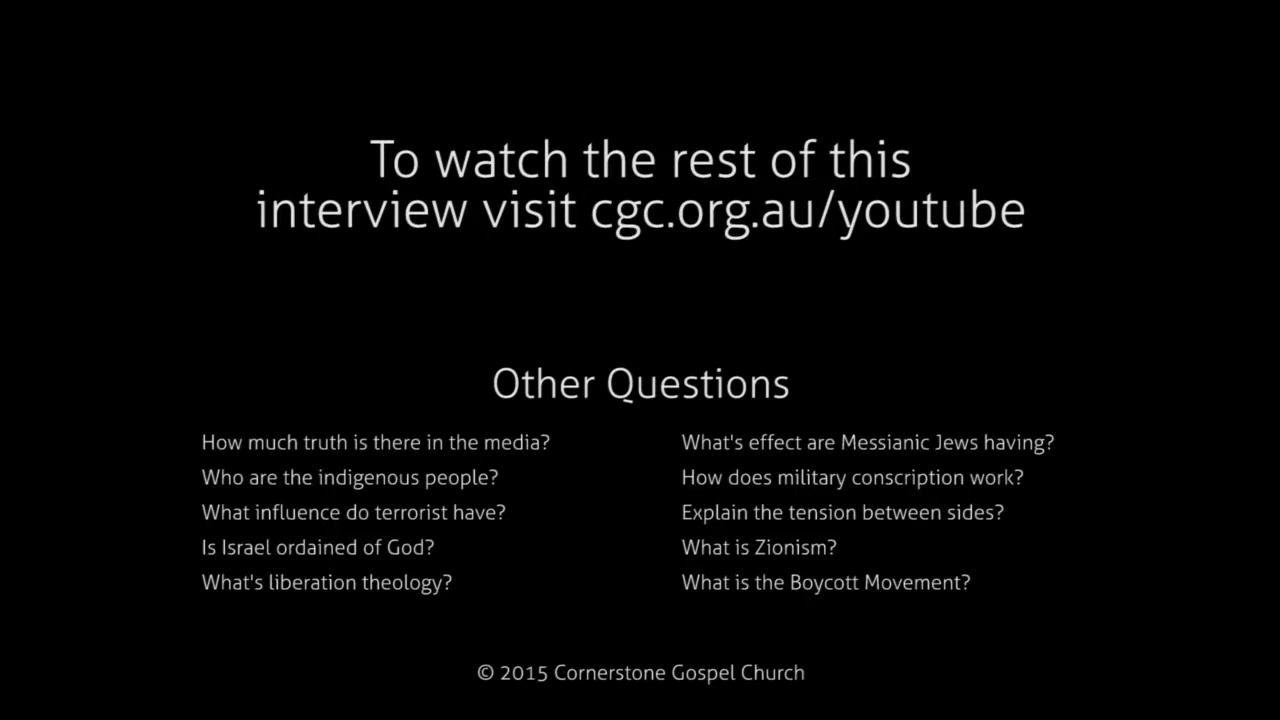 To watch the rest of this
interview visit cgc.org.au/youtube
Other Questions
How much truth is there in the media?
Who are the indigenous people?
What influence do terrorist have?
Is Israel ordained of God?
What's liberation theology?
What's effect are Messianic Jews having?
How does military conscription work?
Explain the tension between sides?
What is Zionism?
What is the Boycott Movement?
© 2015 Cornerstone Gospel Church